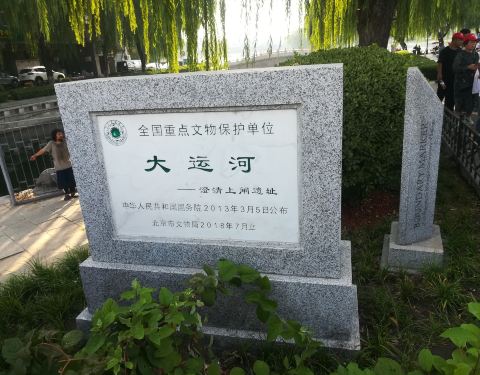 全国重点文物保护单位
大运河
——澄清上闸遗址
中华人民共和国国务院2013年3月5日公布
北京市文物局2018年7月立